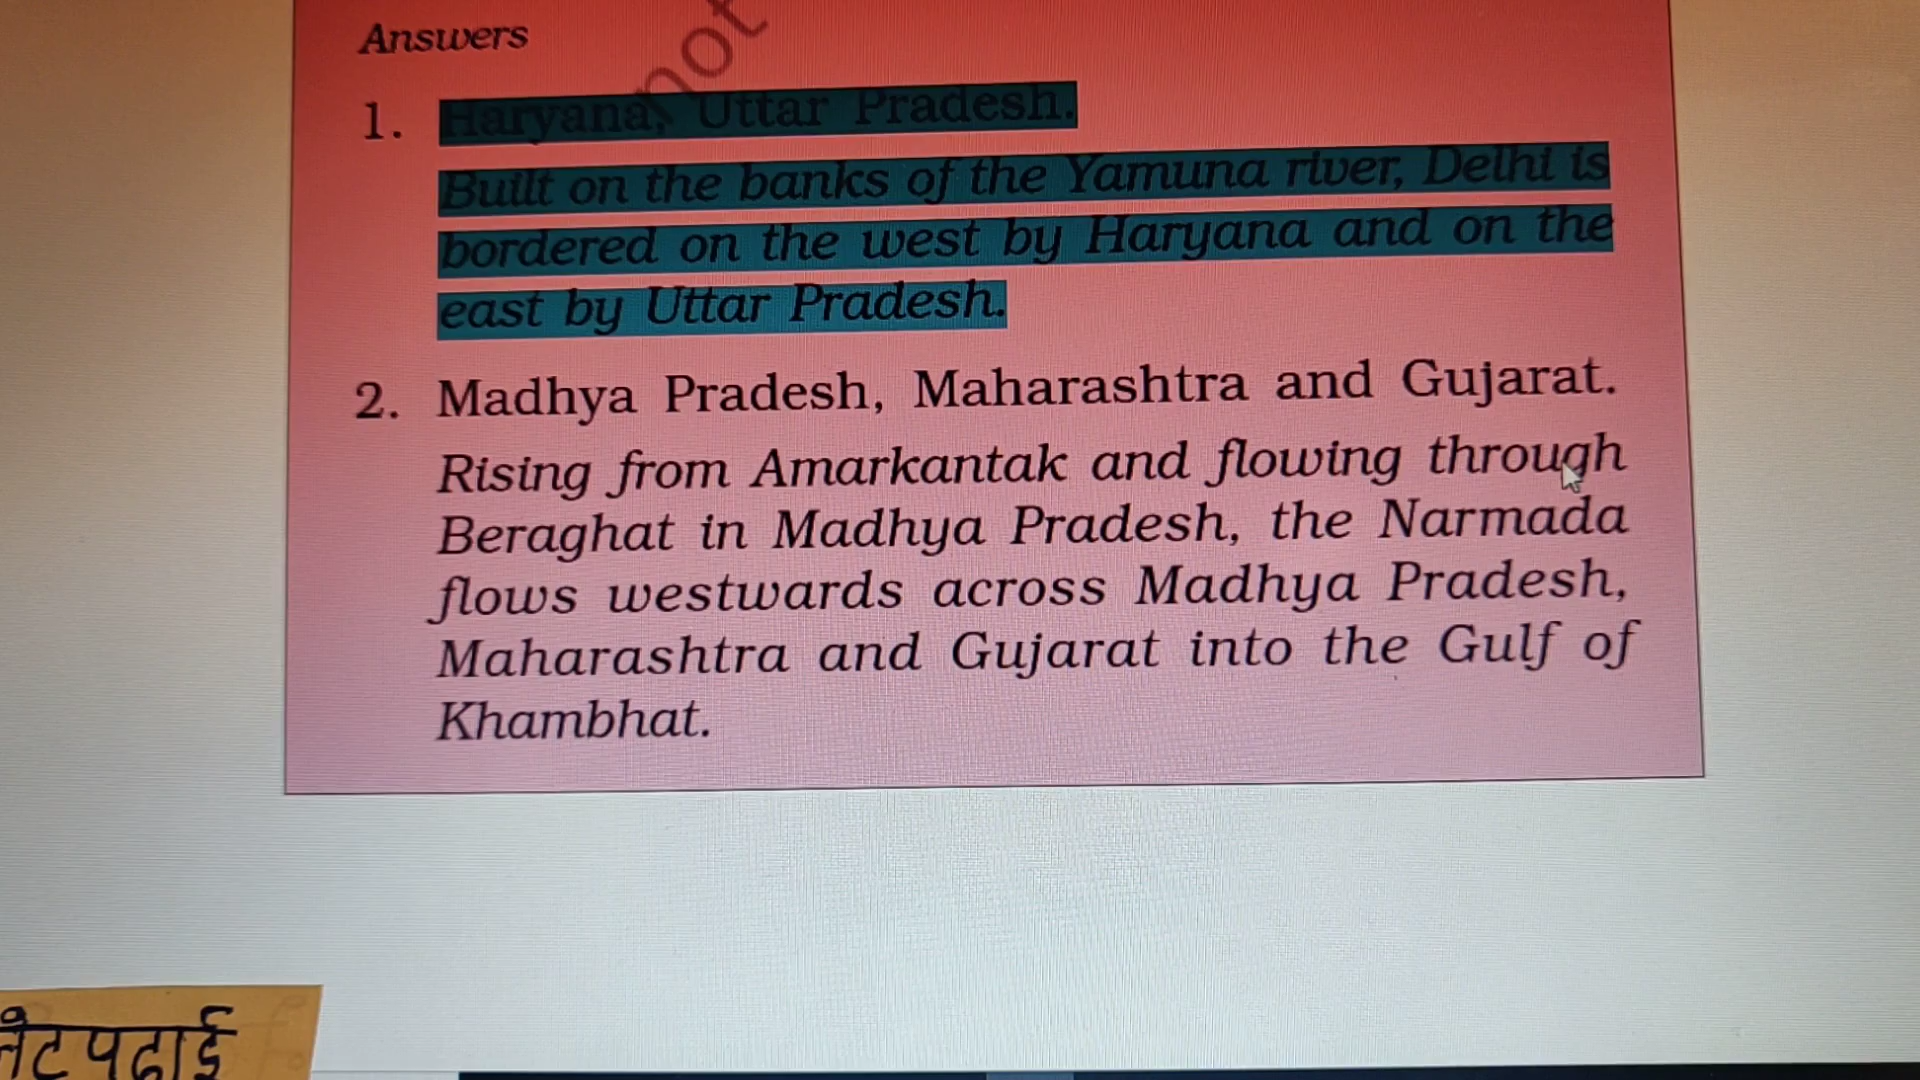 Answers
not
1. Haryana, Uttar Pradesh.
Built on the banks of the Yamuna river, Delhi is
bordered on the west by Haryana and on the
east by Uttar Pradesh.
2. Madhya Pradesh, Maharashtra and Gujarat.
Rising from Amarkantak and flowing through
Beraghat in Madhya Pradesh, the Narmada
flows westwards across Madhya Pradesh,
Maharashtra and Gujarat into the Gulf of
Khambhat.
नेटपढाई